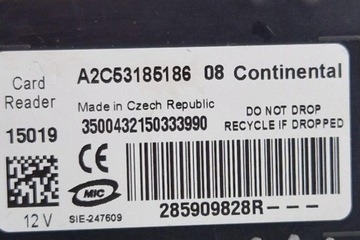 A2C53185186 08 Continental
Card
Reader
Made in Czech Republic
DO NOT DROP
RECYCLE IF DROPPED
15019
3500432150333990
CE
MIC
285909828R---
12 V
SIE-247609